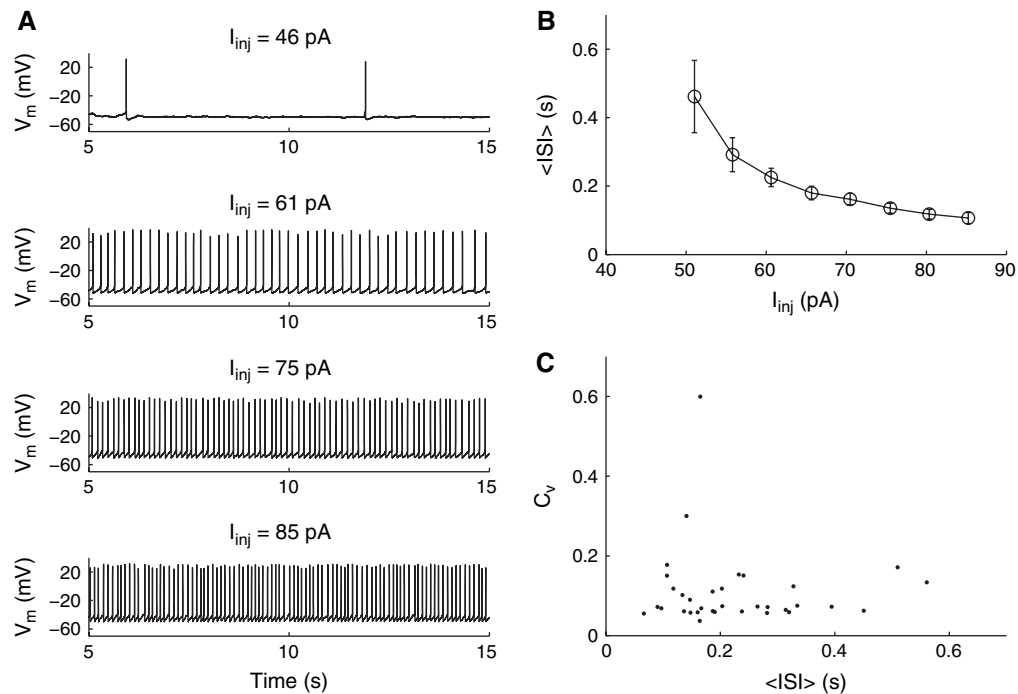 A
I_inj = 46 pA
V_m (mV)
20
−20
−60
5
10
15
I_inj = 61 pA
V_m (mV)
20
−20
−60
5
10
15
I_inj = 75 pA
V_m (mV)
20
−20
−60
5
10
15
I_inj = 85 pA
V_m (mV)
20
−20
−60
5
10
15
Time (s)
B
<ISI> (s)
0.6
0.4
0.2
0
40
50
60
70
80
90
I_inj (pA)
C
C_v
0.6
0.4
0.2
0
0
0.2
0.4
0.6
<ISI> (s)